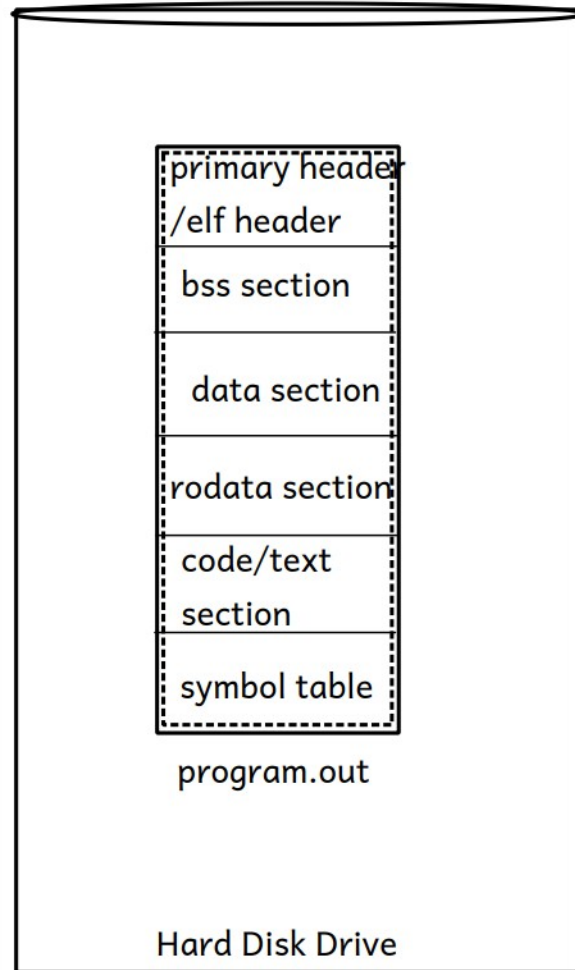 primary header
/elf header
bss section
data section
rodata section
code/text
section
symbol table
program.out
Hard Disk Drive